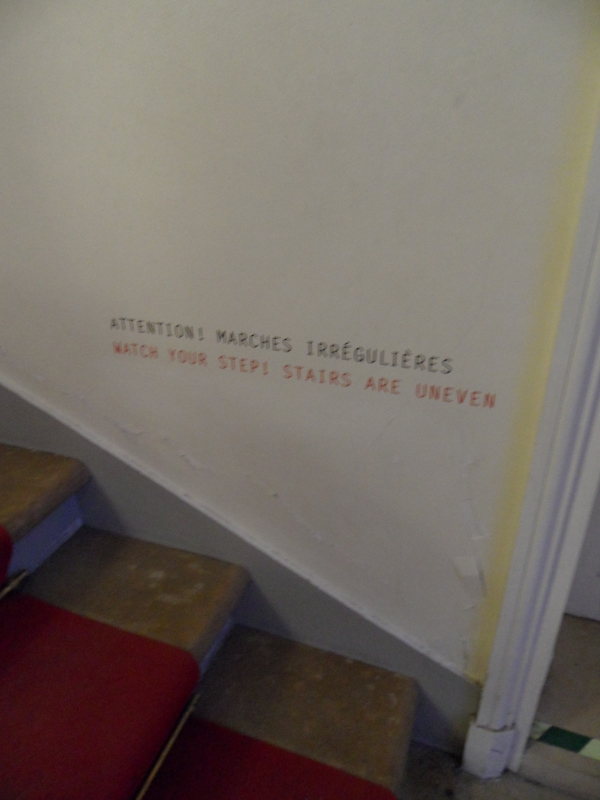 ATTENTION! MARCHES IRRÉGULIÈRES
WATCH YOUR STEP! STAIRS ARE UNEVEN